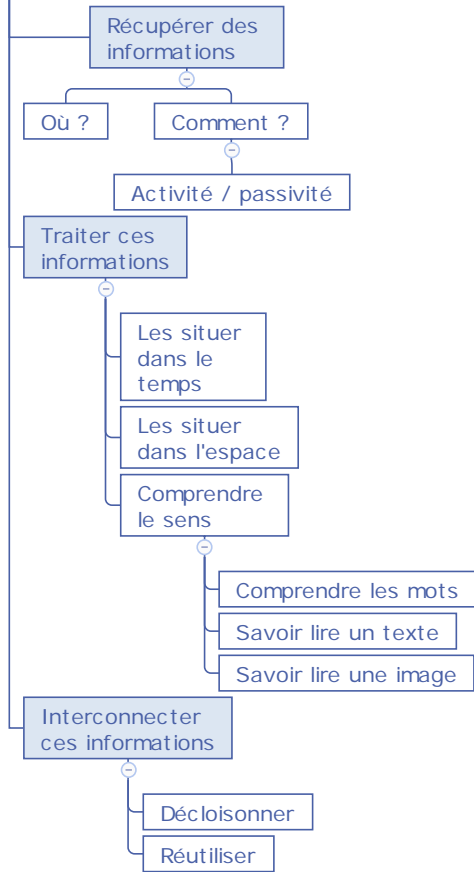 Récupérer des
informations
Où ?
Comment ?
Activité / passivité
Traiter ces
informations
Les situer
dans le
temps
Les situer
dans l'espace
Comprendre
le sens
Comprendre les mots
Savoir lire un texte
Savoir lire une image
Interconnecter
ces informations
Décloisonner
Réutiliser